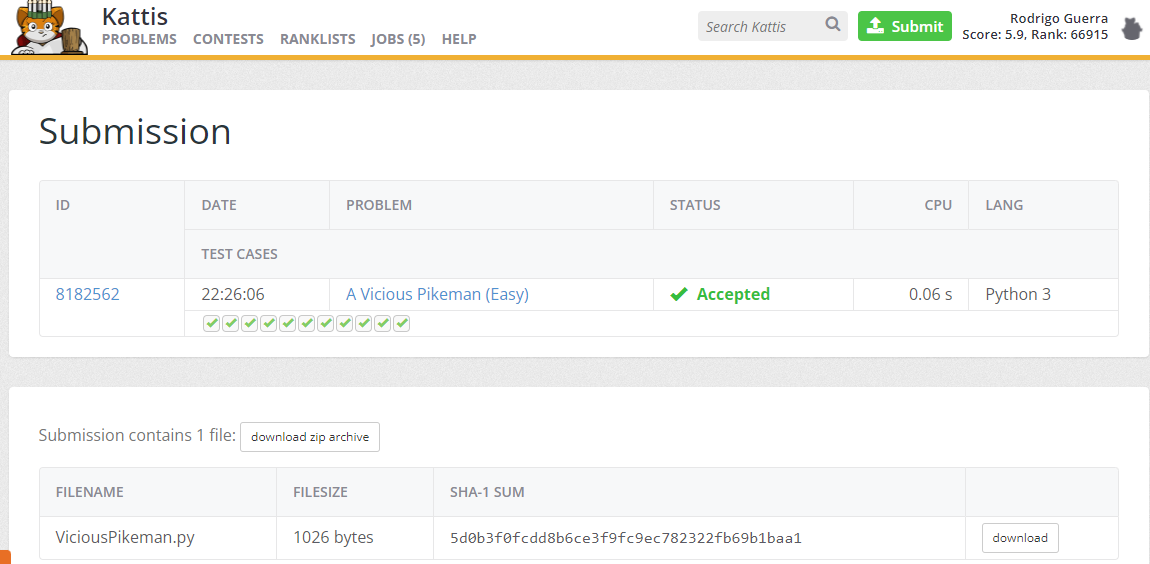 Kattis
PROBLEMS CONTESTS RANKLISTS JOBS (5) HELP
Search Kattis
Submit
Rodrigo Guerra
Score: 5.9, Rank: 66915
Submission
ID DATE PROBLEM STATUS CPU LANG
TEST CASES
8182562 22:26:06 A Vicious Pikeman (Easy) Accepted 0.06 s Python 3
Submission contains 1 file: download zip archive
FILENAME FILESIZE SHA-1 SUM
ViciousPikeman.py 1026 bytes 5d0b3f0fcdd8b6ce3f9fc9ec782322fb69b1baa1 download